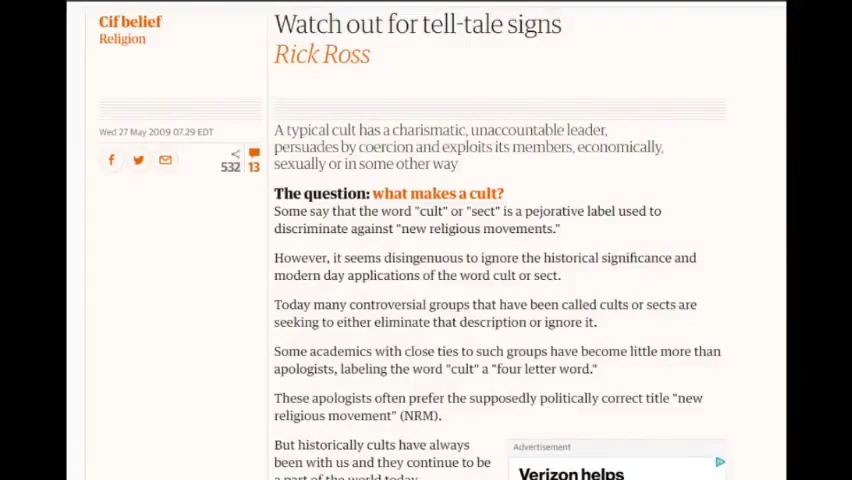 Cif belief
Religion
Watch out for tell-tale signs
Rick Ross
Wed 27 May 2009 07.29 EDT
532
13
A typical cult has a charismatic, unaccountable leader,
persuades by coercion and exploits its members, economically,
sexually or in some other way
The question: what makes a cult?
Some say that the word "cult" or "sect" is a pejorative label used to
discriminate against "new religious movements."
However, it seems disingenuous to ignore the historical significance and
modern day applications of the word cult or sect.
Today many controversial groups that have been called cults or sects are
seeking to either eliminate that description or ignore it.
Some academics with close ties to such groups have become little more than
apologists, labeling the word "cult" a "four letter word."
These apologists often prefer the supposedly politically correct title "new
religious movement" (NRM).
But historically cults have always
been with us and they continue to be
a part of the world today.
Advertisement
Verizon helps